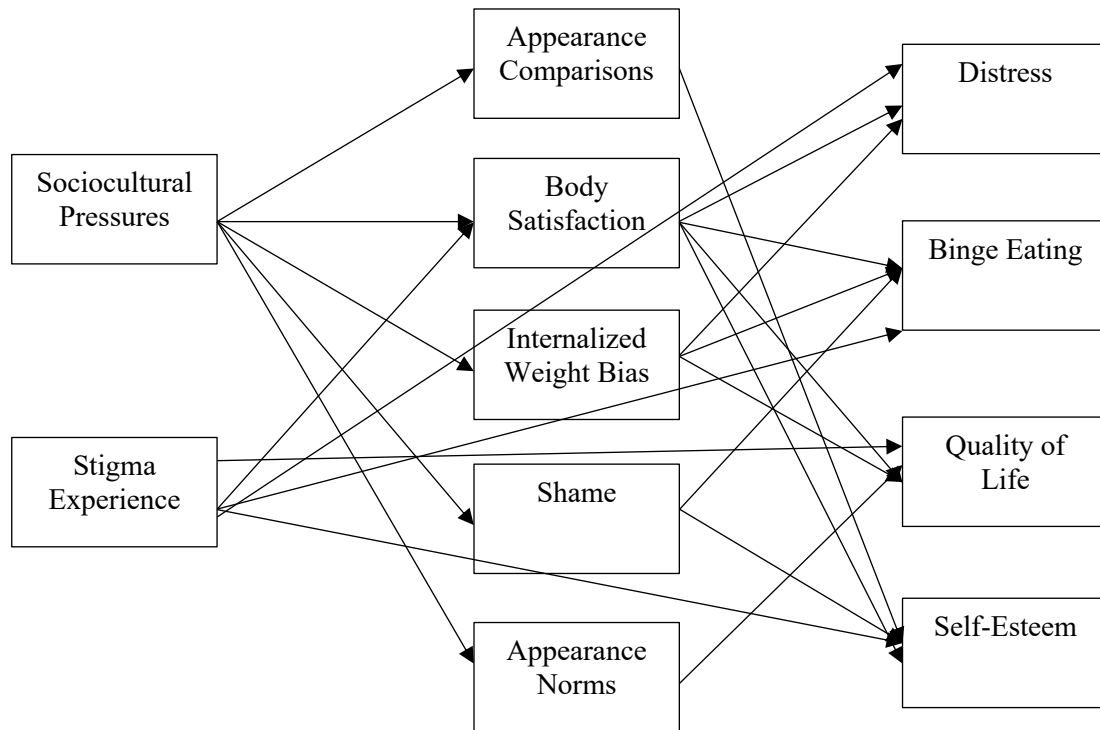 Sociocultural
Pressures
Stigma
Experience
Appearance
Comparisons
Body
Satisfaction
Internalized
Weight Bias
Shame
Appearance
Norms
Distress
Binge Eating
Quality of
Life
Self-Esteem